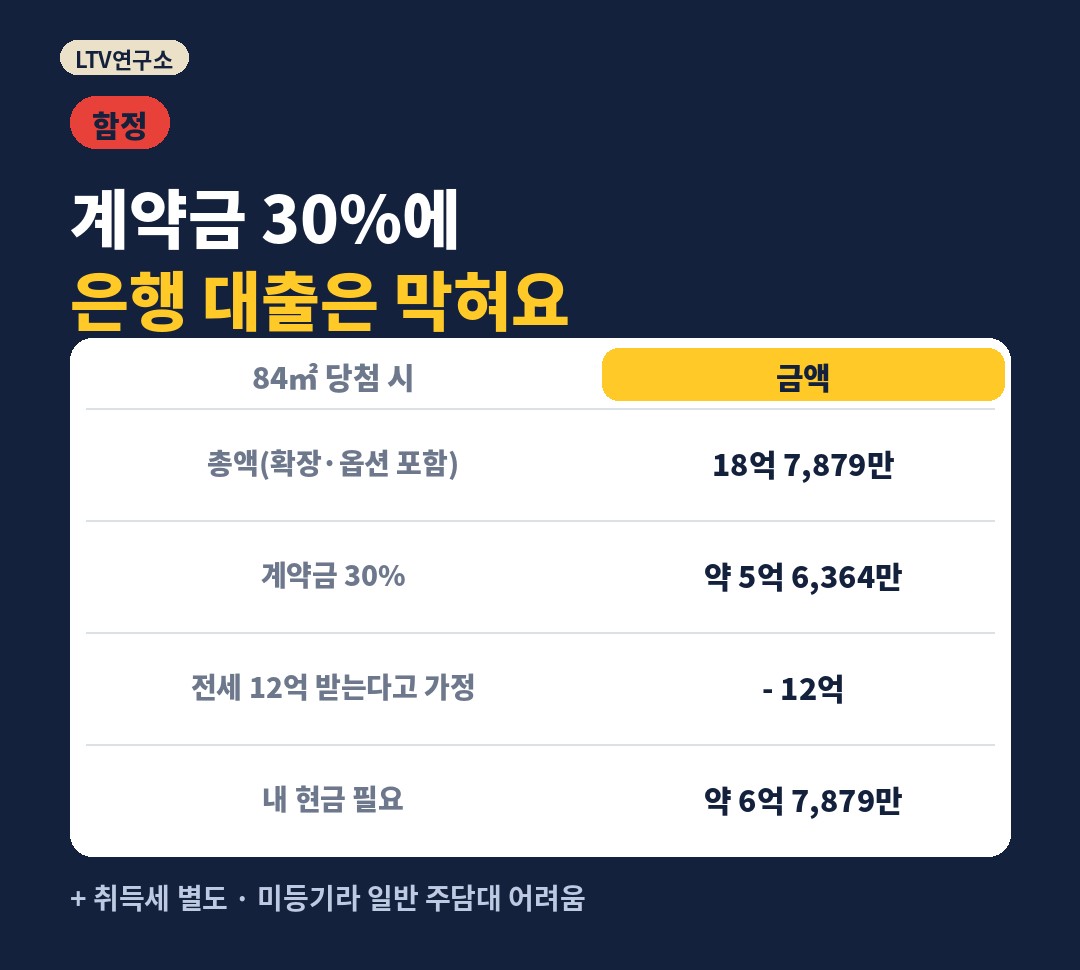 LTV연구소
함정
계약금 30%에
은행 대출은 막혀요
84㎡ 당첨 시 금액
총액(확장·옵션 포함) 18억 7,879만
계약금 30% 약 5억 6,364만
전세 12억 받는다고 가정 - 12억
내 현금 필요 약 6억 7,879만
+ 취득세 별도 · 미등기라 일반 주담대 어려움